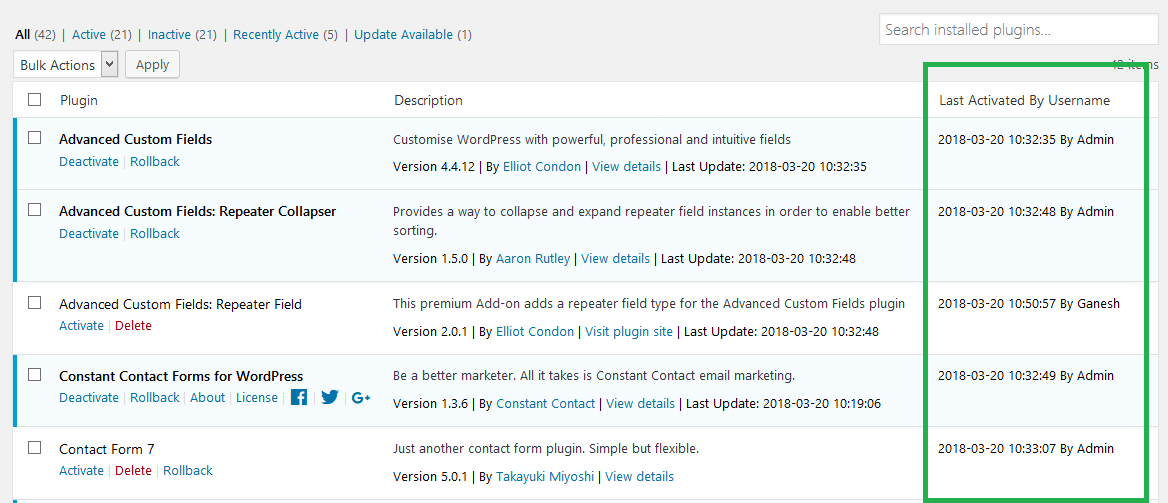 All (42) | Active (21) | Inactive (21) | Recently Active (5) | Update Available (1)
Search installed plugins...
Bulk Actions Apply
42 items
Plugin Description Last Activated By Username
Advanced Custom Fields Customise WordPress with powerful, professional and intuitive fields 2018-03-20 10:32:35 By Admin
Deactivate | Rollback Version 4.4.12 | By Elliot Condon | View details | Last Update: 2018-03-20 10:32:35
Advanced Custom Fields: Repeater Collapser Provides a way to collapse and expand repeater field instances in order to enable better 2018-03-20 10:32:48 By Admin
sorting.
Deactivate | Rollback
Version 1.5.0 | By Aaron Rutley | View details | Last Update: 2018-03-20 10:32:48
Advanced Custom Fields: Repeater Field This premium Add-on adds a repeater field type for the Advanced Custom Fields plugin 2018-03-20 10:50:57 By Ganesh
Activate | Delete Version 2.0.1 | By Elliot Condon | Visit plugin site | Last Update: 2018-03-20 10:32:48
Constant Contact Forms for WordPress Be a better marketer. All it takes is Constant Contact email marketing. 2018-03-20 10:32:49 By Admin
Deactivate | Rollback | About | License | | | G+ Version 1.3.6 | By Constant Contact | View details | Last Update: 2018-03-20 10:19:06
Contact Form 7 Just another contact form plugin. Simple but flexible. 2018-03-20 10:33:07 By Admin
Activate | Delete | Rollback Version 5.0.1 | By Takayuki Miyoshi | View details